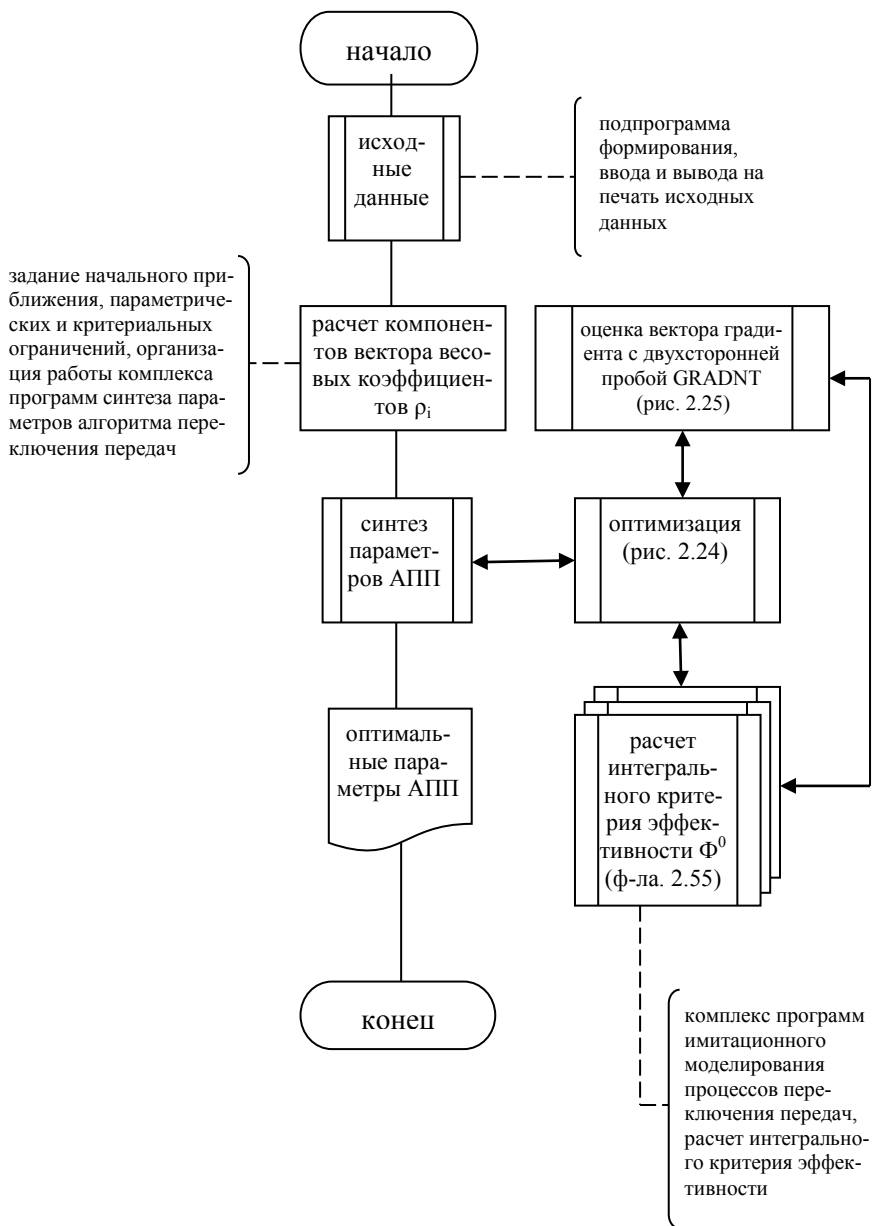 начало
исход-
ные
данные
подпрограмма
формирования,
ввода и вывода на
печать исходных
данных
задание начального при-
ближения, параметриче-
ских и критериальных
ограничений, организа-
ция работы комплекса
программ синтеза пара-
метров алгоритма пере-
ключения передач
расчет компонен-
тов вектора весо-
вых коэффициен-
тов ρi
оценка вектора гради-
ента с двухсторонней
пробой GRADNT
(рис. 2.25)
синтез
парамет-
ров АПП
оптимизация
(рис. 2.24)
оптималь-
ные пара-
метры АПП
расчет
интеграль-
ного крите-
рия эффек-
тивности Ф0
(ф-ла. 2.55)
конец
комплекс программ
имитационного
моделирования
процессов пере-
ключения передач,
расчет интегрально-
го критерия эффек-
тивности